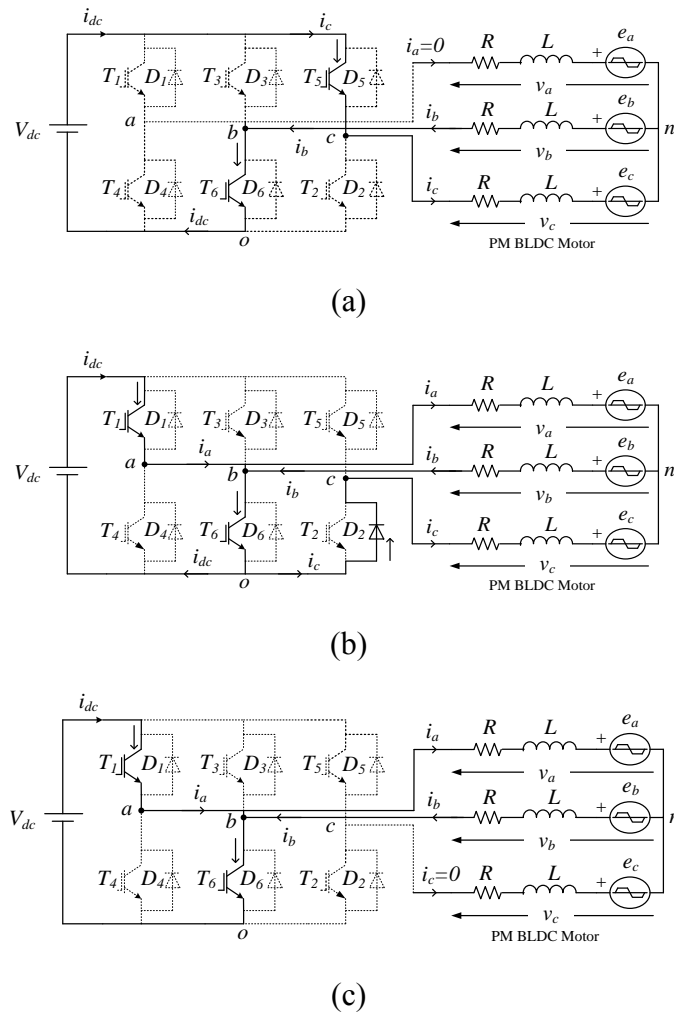 i_dc i_c
i_a=0 R L + e_a
T_1 D_1 T_3 D_3 T_5 D_5
v_a
V_dc a b c i_b i_b R L + e_b n
v_b
T_4 D_4 T_6 D_6 T_2 D_2
i_c R L + e_c
i_dc o v_c
PM BLDC Motor
(a)
i_dc
i_a R L + e_a
T_1 D_1 T_3 D_3 T_5 D_5
v_a
V_dc a i_a b i_b c i_b R L + e_b n
v_b
T_4 D_4 T_6 D_6 T_2 D_2
i_c R L + e_c
i_dc o i_c v_c
PM BLDC Motor
(b)
i_dc
i_a R L + e_a
T_1 D_1 T_3 D_3 T_5 D_5
v_a
V_dc a i_a b i_b c i_b R L + e_b n
v_b
T_4 D_4 T_6 D_6 T_2 D_2
i_c=0 R L + e_c
o v_c
PM BLDC Motor
(c)